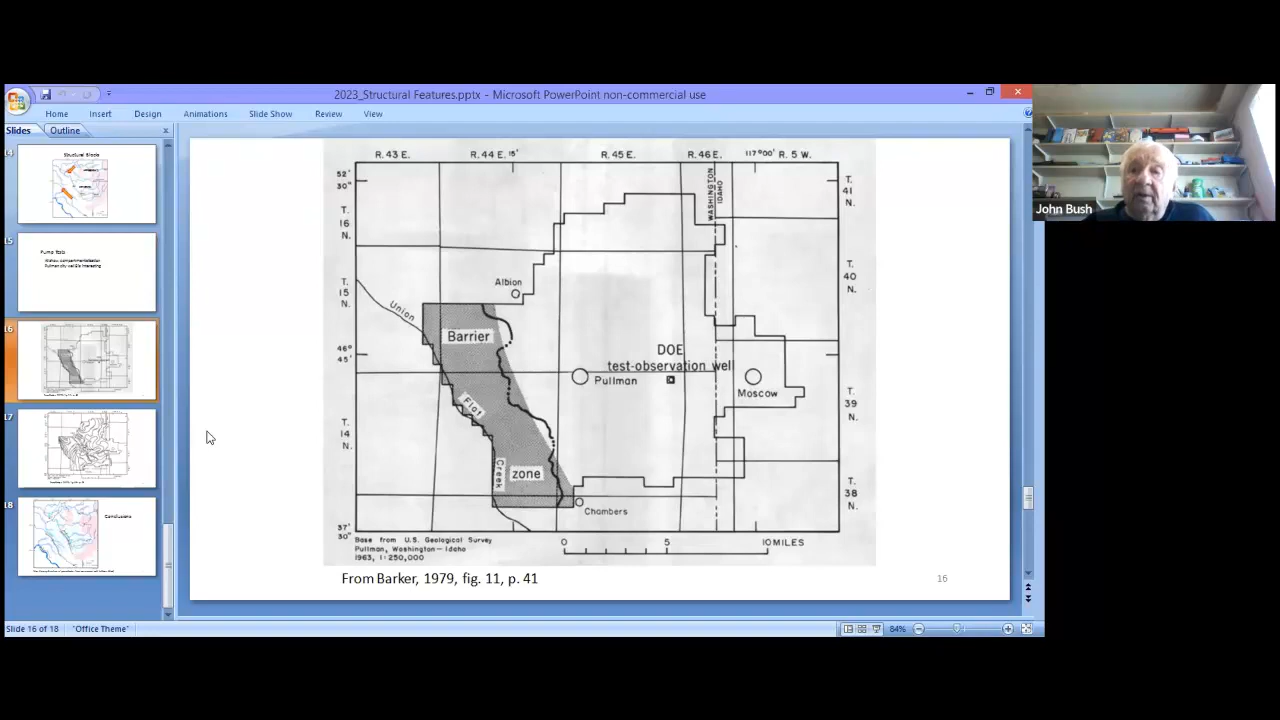 2023_Structural Features.pptx - Microsoft PowerPoint non-commercial use
Home Insert Design Animations Slide Show Review View
Slides Outline x
14
Structural Blocks
15
Pump Tests
16
17
18
Conclusions
R. 43 E. R. 44 E. 15' R. 45 E. R. 46 E. 117°00' R. 5 W.
52'
30"
T.
16
N.
T.
15
N.
46°
45'
T.
14
N.
37'
30"
WASHINGTON
IDAHO
T.
41
N.
T.
40
N.
T.
39
N.
T.
38
N.
Albion
Union
Barrier
DOE
test-observation well
Pullman
Moscow
Flat
Creek
zone
Chambers
Base from U.S. Geological Survey
Pullman, Washington—Idaho
1963, 1:250,000
0 5 10 MILES
From Barker, 1979, fig. 11, p. 41
16
Slide 16 of 18 "Office Theme" 84%
John Bush